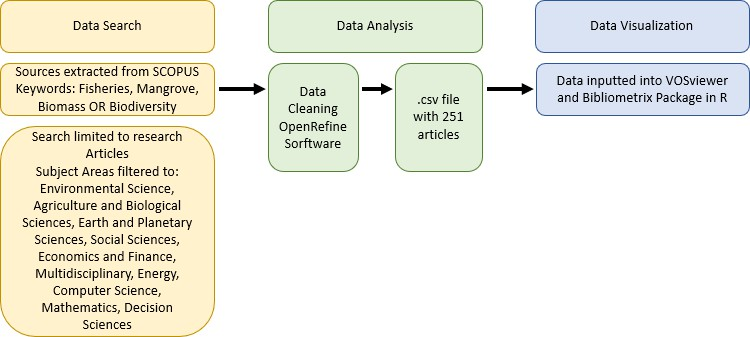 Data Search
Data Analysis
Data Visualization
Sources extracted from SCOPUS
Keywords: Fisheries, Mangrove,
Biomass OR Biodiversity
Data
Cleaning
OpenRefine
Sorftware
.csv file
with 251
articles
Data inputted into VOSviewer
and Bibliometrix Package in R
Search limited to research
Articles
Subject Areas filtered to:
Environmental Science,
Agriculture and Biological
Sciences, Earth and Planetary
Sciences, Social Sciences,
Economics and Finance,
Multidisciplinary, Energy,
Computer Science,
Mathematics, Decision
Sciences